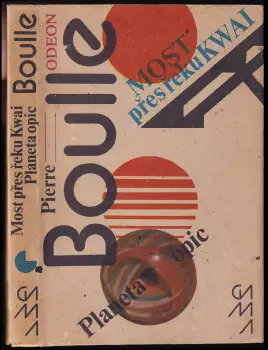 Most přes řeku Kwai
Planeta opic
Boulle
Pierre
Boulle
ODEON
MOST
přes řeku KWAI
Planeta opic